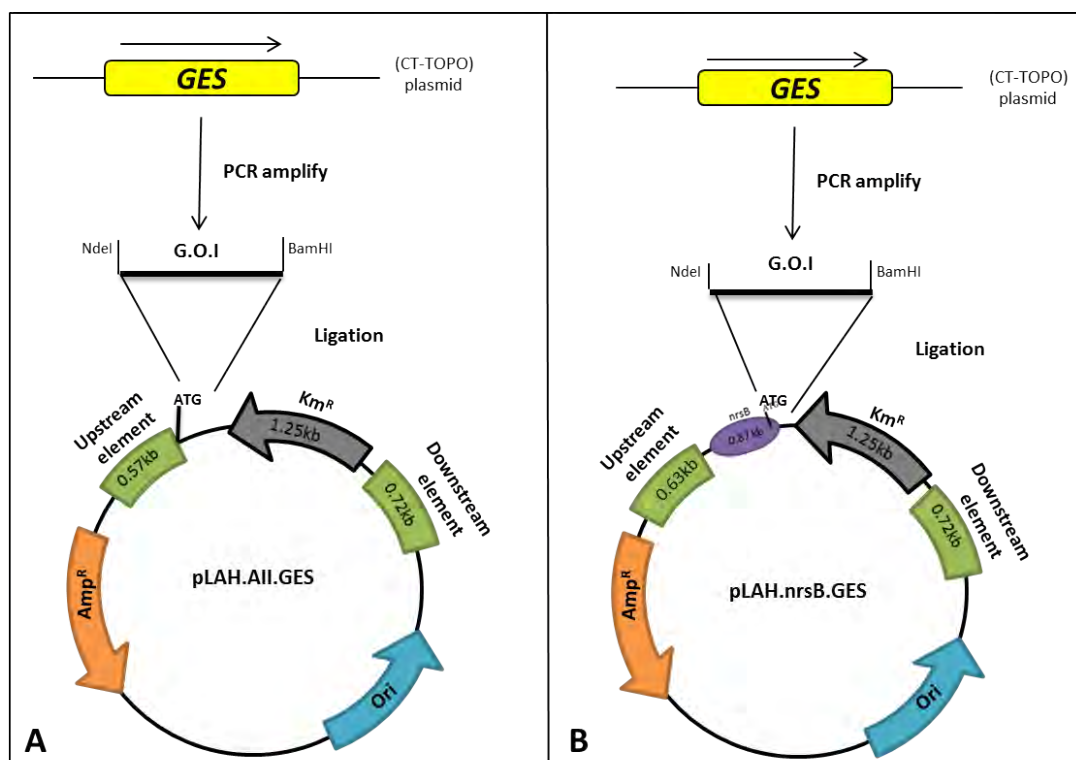 GES
(CT-TOPO)
plasmid
PCR amplify
NdeI
G.O.I
BamHI
Ligation
ATG
Upstream
element
0.57kb
KmR
1.25kb
Downstream
element
0.72kb
AmpR
pLAH.AII.GES
Ori
A
GES
(CT-TOPO)
plasmid
PCR amplify
NdeI
G.O.I
BamHI
Ligation
ATG
nrsB
0.87kb
Upstream
element
0.63kb
KmR
1.25kb
Downstream
element
0.72kb
AmpR
pLAH.nrsB.GES
Ori
B